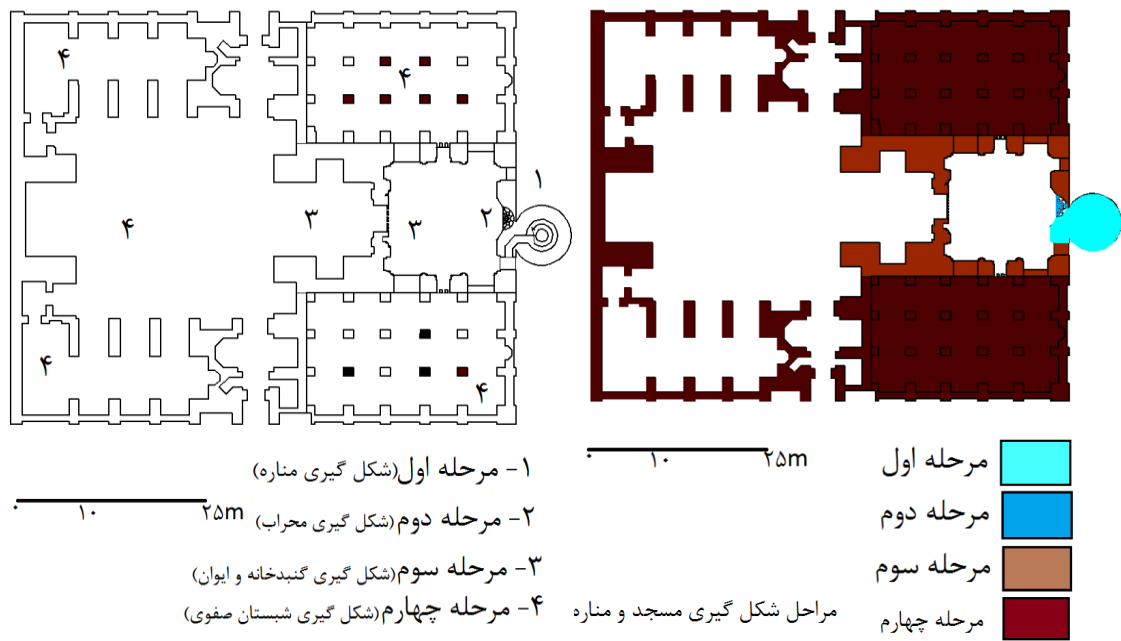 ۴
۴
۱
۳
۳
۲
۴
۴
۴
۰ ۱۰ ۲۵m
۱- مرحله اول(شکل گیری مناره)
۲- مرحله دوم(شکل گیری محراب)
۳- مرحله سوم(شکل گیری گنبدخانه و ایوان)
۴- مرحله چهارم(شکل گیری شبستان صفوی)
۰ ۱۰ ۲۵m
مرحله اول
مرحله دوم
مرحله سوم
مرحله چهارم
مراحل شکل گیری مسجد و مناره